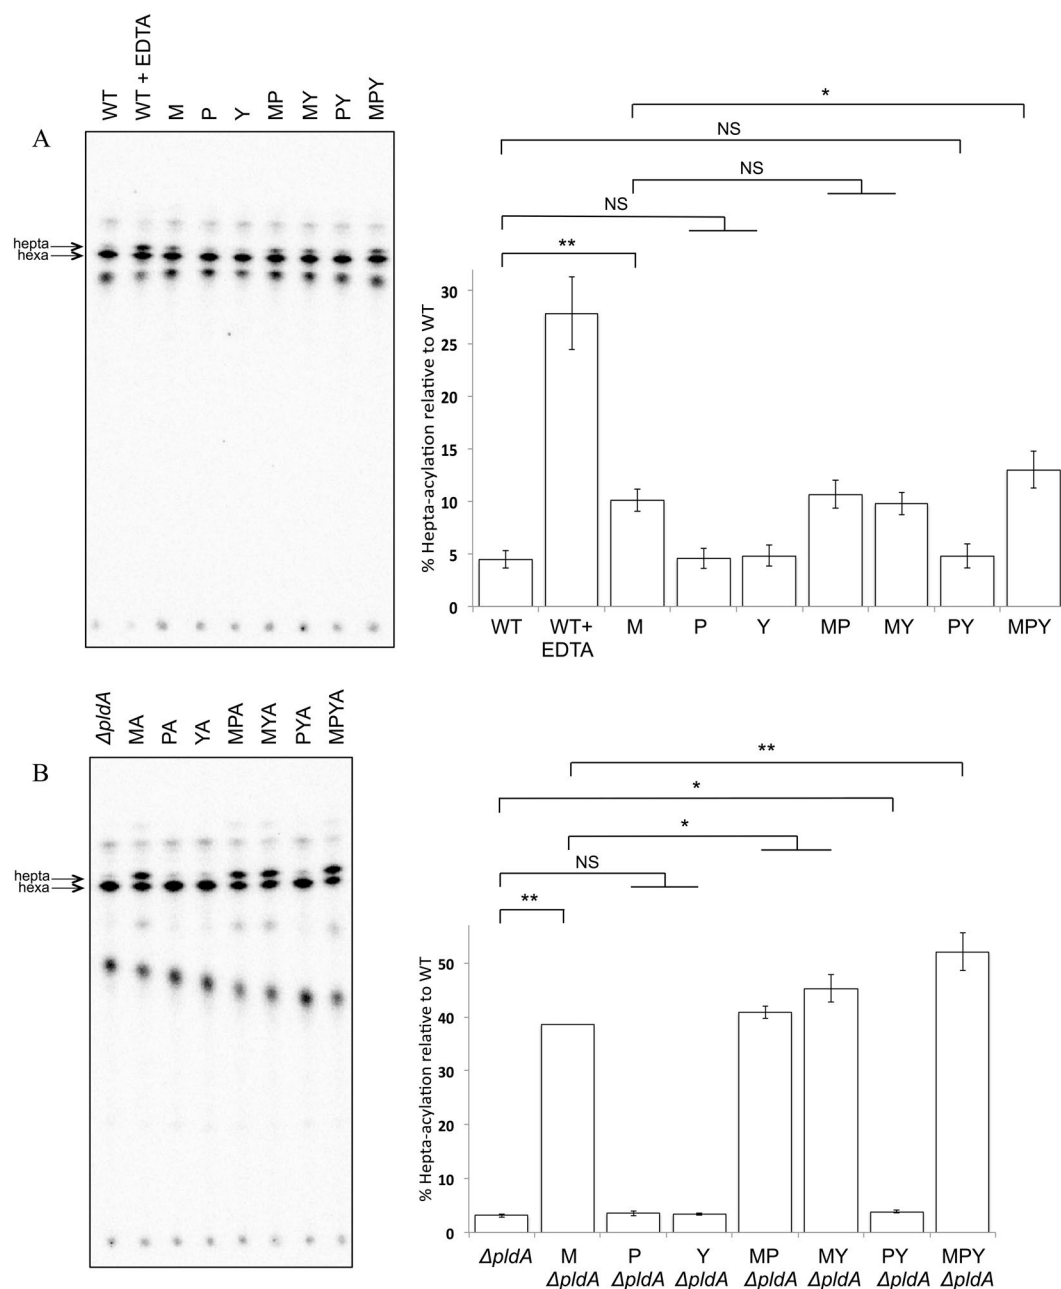 A
WT
WT + EDTA
M
P
Y
MP
MY
PY
MPY
hepta
hexa
*
NS
NS
NS
**
% Hepta-acylation relative to WT
30
25
20
15
10
5
0
WT
WT+
EDTA
M
P
Y
MP
MY
PY
MPY
B
ΔpldA
MA
PA
YA
MPA
MYA
PYA
MPYA
hepta
hexa
**
*
*
NS
**
% Hepta-acylation relative to WT
50
40
30
20
10
0
ΔpldA
M
ΔpldA
P
ΔpldA
Y
ΔpldA
MP
ΔpldA
MY
ΔpldA
PY
ΔpldA
MPY
ΔpldA